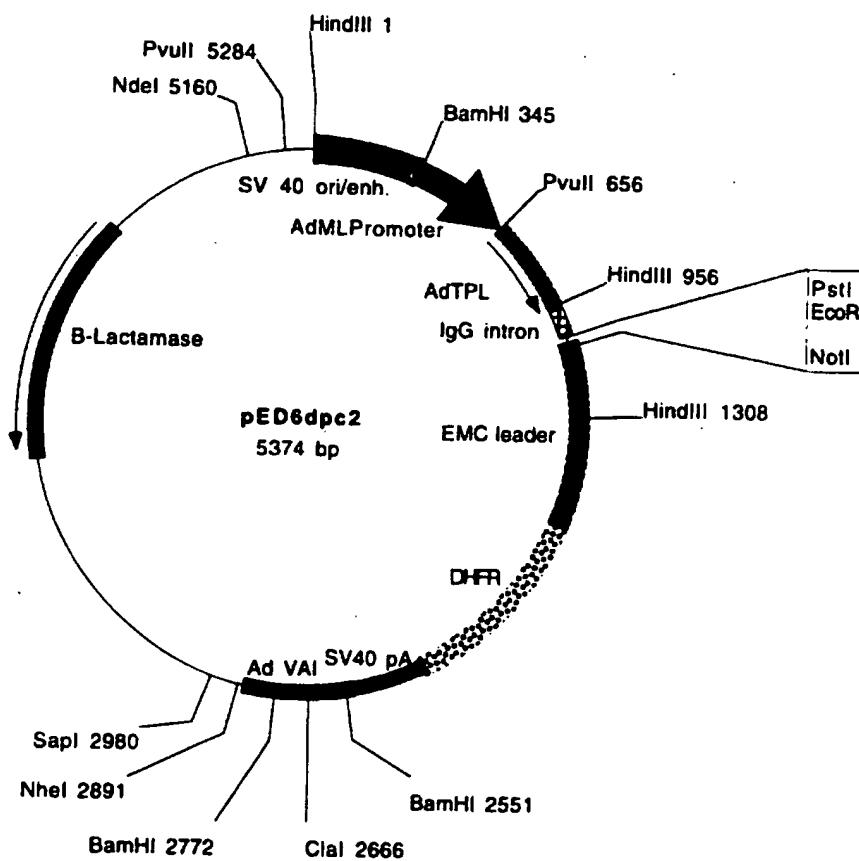 HindIII 1
PvuII 5284
NdeI 5160
BamHI 345
SV 40 ori/enh.
PvuII 656
AdMLPromoter
HindIII 956
AdTPL
PstI
EcoR
IgG intron
NotI
B-Lactamase
HindIII 1308
pED6dpc2
5374 bp
EMC leader
DHFR
SV40 pA
Ad VAI
SapI 2980
NheI 2891
BamHI 2551
BamHI 2772
ClaI 2666